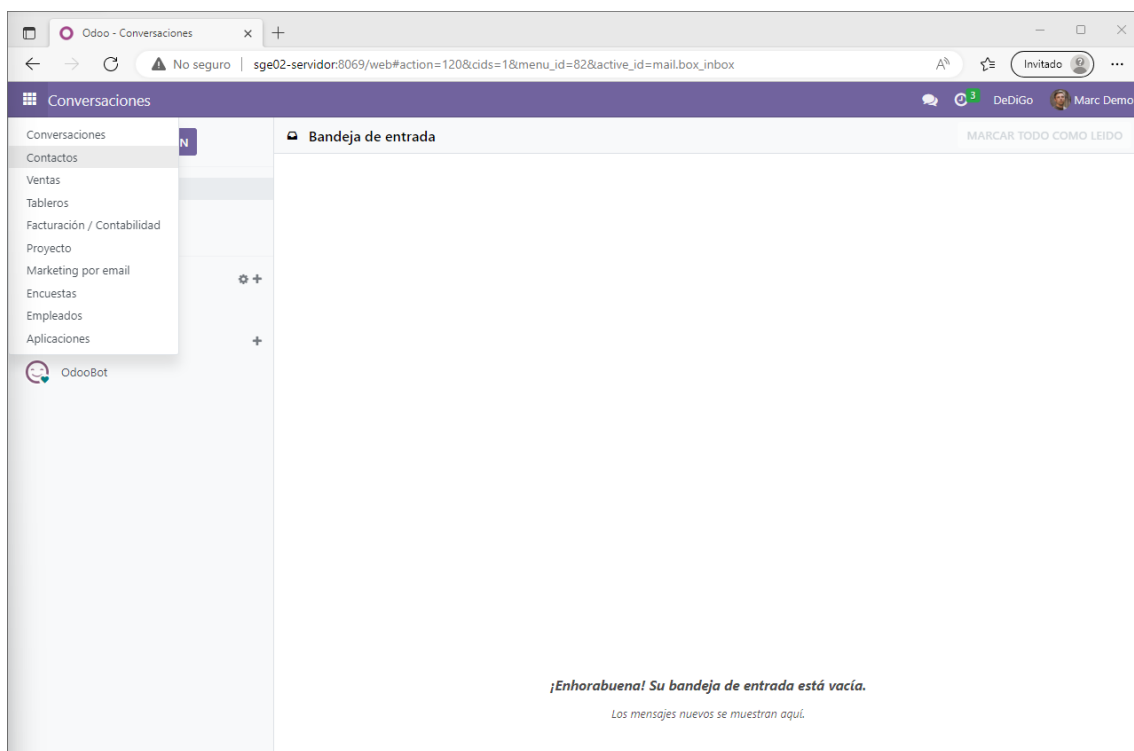 Odoo - Conversaciones
No seguro | sge02-servidor:8069/web#action=120&cids=1&menu_id=82&active_id=mail.box_inbox
Invitado
Conversaciones
3
DeDiGo
Marc Demo
Conversaciones
N
Bandeja de entrada
MARCAR TODO COMO LEIDO
Contactos
Ventas
Tableros
Facturación / Contabilidad
Proyecto
Marketing por email
Encuestas
Empleados
Aplicaciones
OdooBot
¡Enhorabuena! Su bandeja de entrada está vacía.
Los mensajes nuevos se muestran aquí.